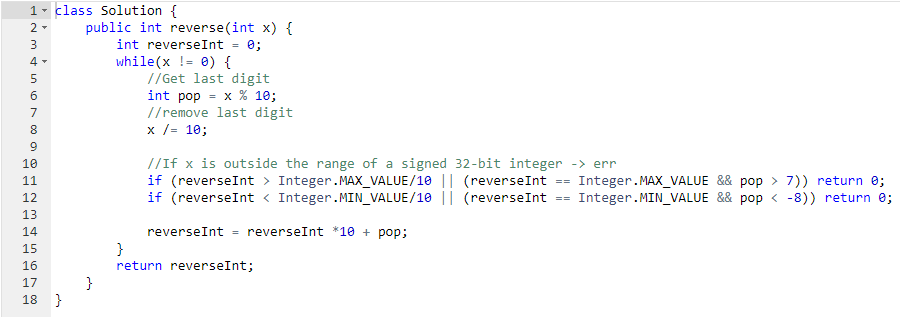 1 class Solution {
2 public int reverse(int x) {
3 int reverseInt = 0;
4 while(x != 0) {
5 //Get last digit
6 int pop = x % 10;
7 //remove last digit
8 x /= 10;
9
10 //If x is outside the range of a signed 32-bit integer -> err
11 if (reverseInt > Integer.MAX_VALUE/10 || (reverseInt == Integer.MAX_VALUE && pop > 7)) return 0;
12 if (reverseInt < Integer.MIN_VALUE/10 || (reverseInt == Integer.MIN_VALUE && pop < -8)) return 0;
13
14 reverseInt = reverseInt *10 + pop;
15 }
16 return reverseInt;
17 }
18 }